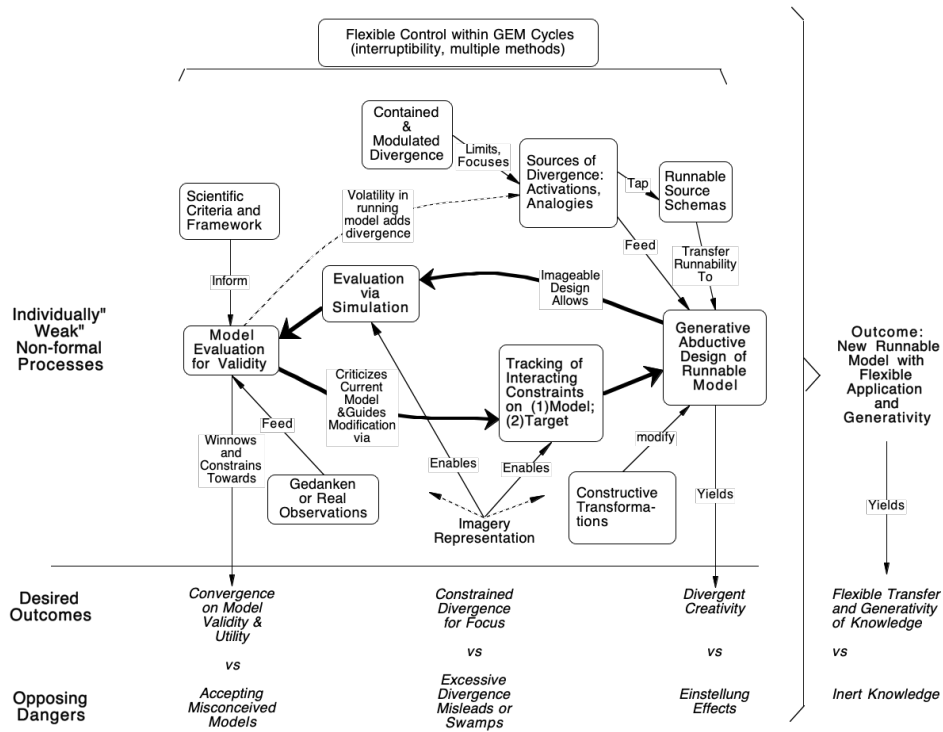 Flexible Control within GEM Cycles
(interruptibility, multiple methods)
Contained
&
Modulated
Divergence
Limits,
Focuses
Sources of
Divergence:
Activations,
Analogies
Tap
Runnable
Source
Schemas
Scientific
Criteria and
Framework
Volatility in
running
model adds
divergence
Feed
Transfer
Runnability
To
Inform
Evaluation
via
Simulation
Imageable
Design
Allows
Individually"
Weak"
Non-formal
Processes
Model
Evaluation
for Validity
Generative
Abductive
Design of
Runnable
Model
Outcome:
New Runnable
Model with
Flexible
Application
and
Generativity
Criticizes
Current
Model
&Guides
Modification
via
Tracking of
Interacting
Constraints
on (1)Model;
(2)Target
Feed
modify
Winnows
and
Constrains
Towards
Enables
Enables
Gedanken
or Real
Observations
Constructive
Transforma-
tions
Yields
Yields
Imagery
Representation
Desired
Outcomes
Convergence
on Model
Validity &
Utility
Constrained
Divergence
for Focus
Divergent
Creativity
Flexible Transfer
and Generativity
of Knowledge
vs
vs
vs
vs
Opposing
Dangers
Accepting
Misconceived
Models
Excessive
Divergence
Misleads or
Swamps
Einstellung
Effects
Inert Knowledge